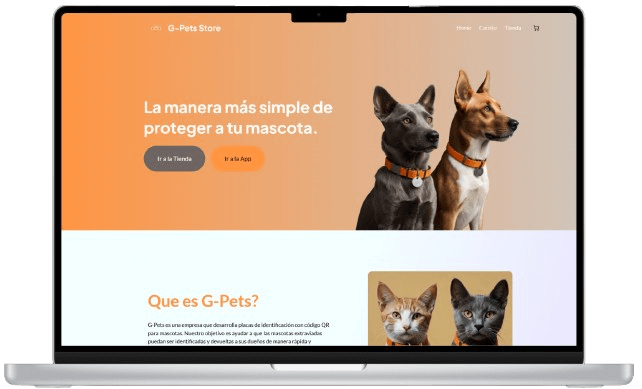 G-Pets Store
Home Carrito Tienda
La manera más simple de
proteger a tu mascota.
Ir a la Tienda
Ir a la App
Que es G-Pets?
G-Pets es una empresa que desarrolla placas de identificación con código QR
para mascotas. Nuestro objetivo es ayudar a que las mascotas extraviadas
puedan ser identificadas y devueltas a sus dueños de manera rápida y